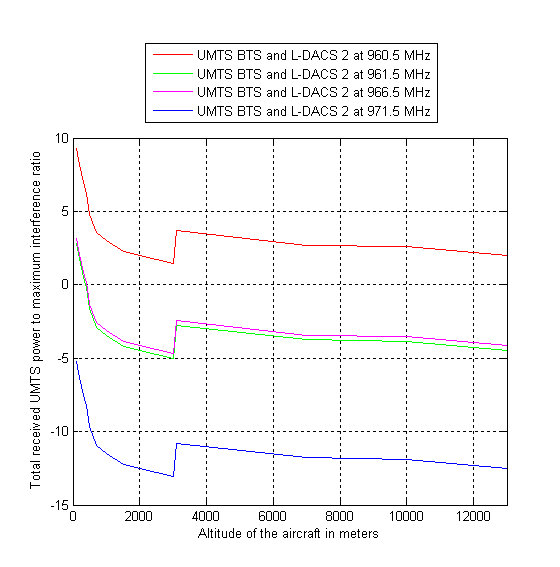 UMTS BTS and L-DACS 2 at 960.5 MHz
UMTS BTS and L-DACS 2 at 961.5 MHz
UMTS BTS and L-DACS 2 at 966.5 MHz
UMTS BTS and L-DACS 2 at 971.5 MHz
Total received UMTS power to maximum interference ratio
10
5
0
-5
-10
-15
0 2000 4000 6000 8000 10000 12000
Altitude of the aircraft in meters